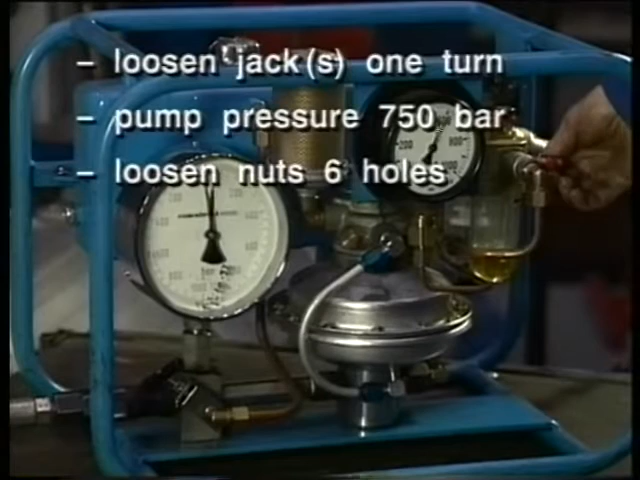 – loosen jack(s) one turn
– pump pressure 750 bar
– loosen nuts 6 holes